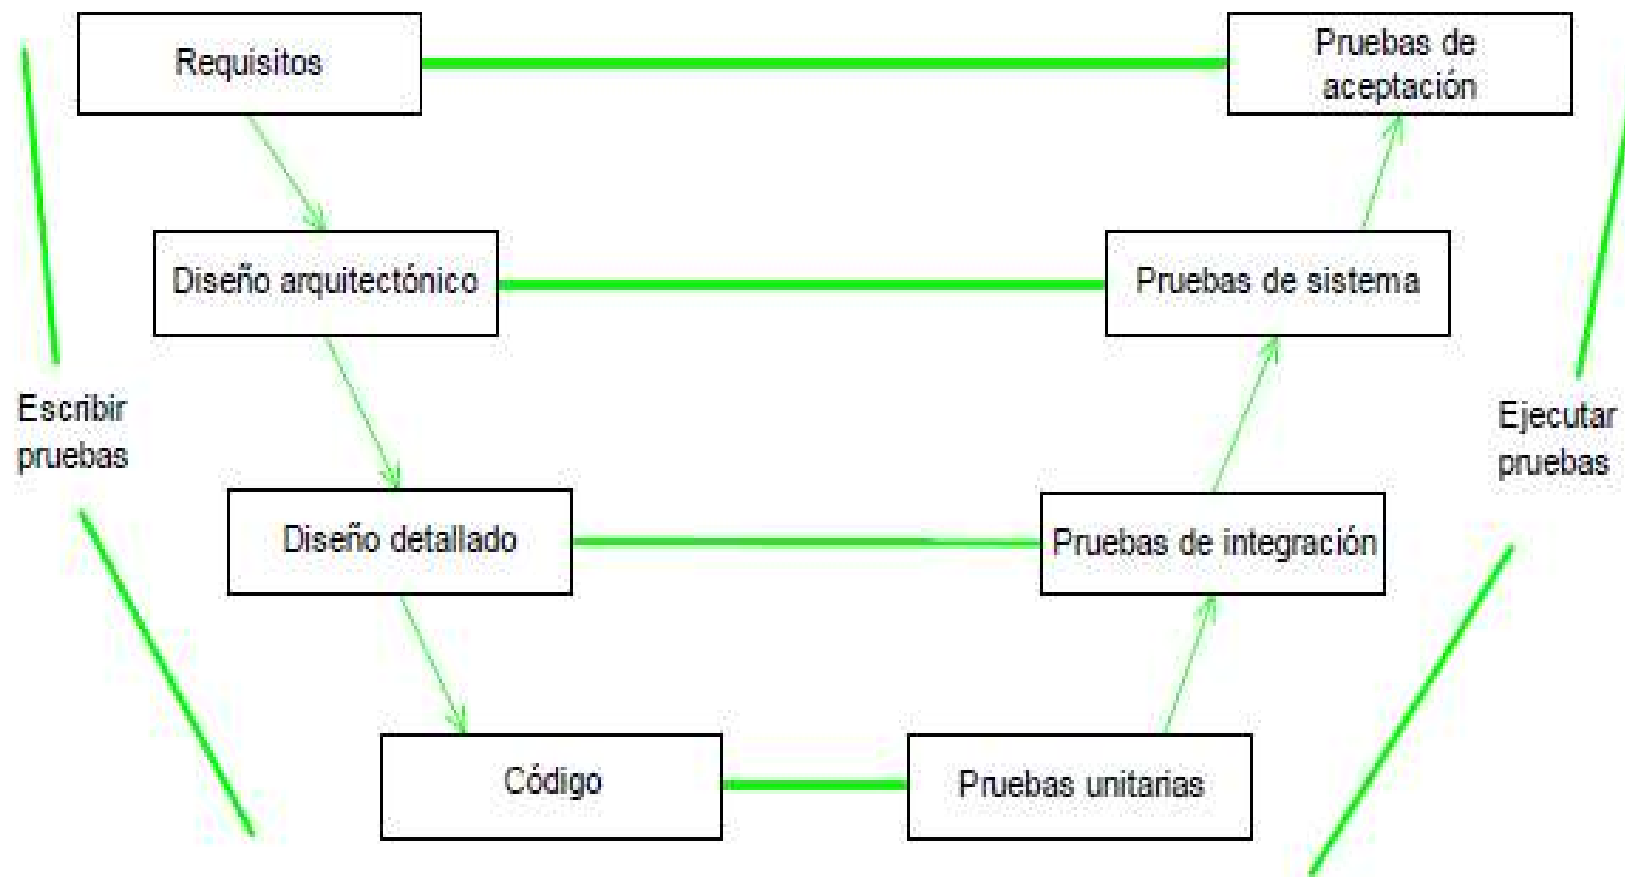 Requisitos
Pruebas de
aceptación
Diseño arquitectónico
Pruebas de sistema
Escribir
pruebas
Ejecutar
pruebas
Diseño detallado
Pruebas de integración
Código
Pruebas unitarias